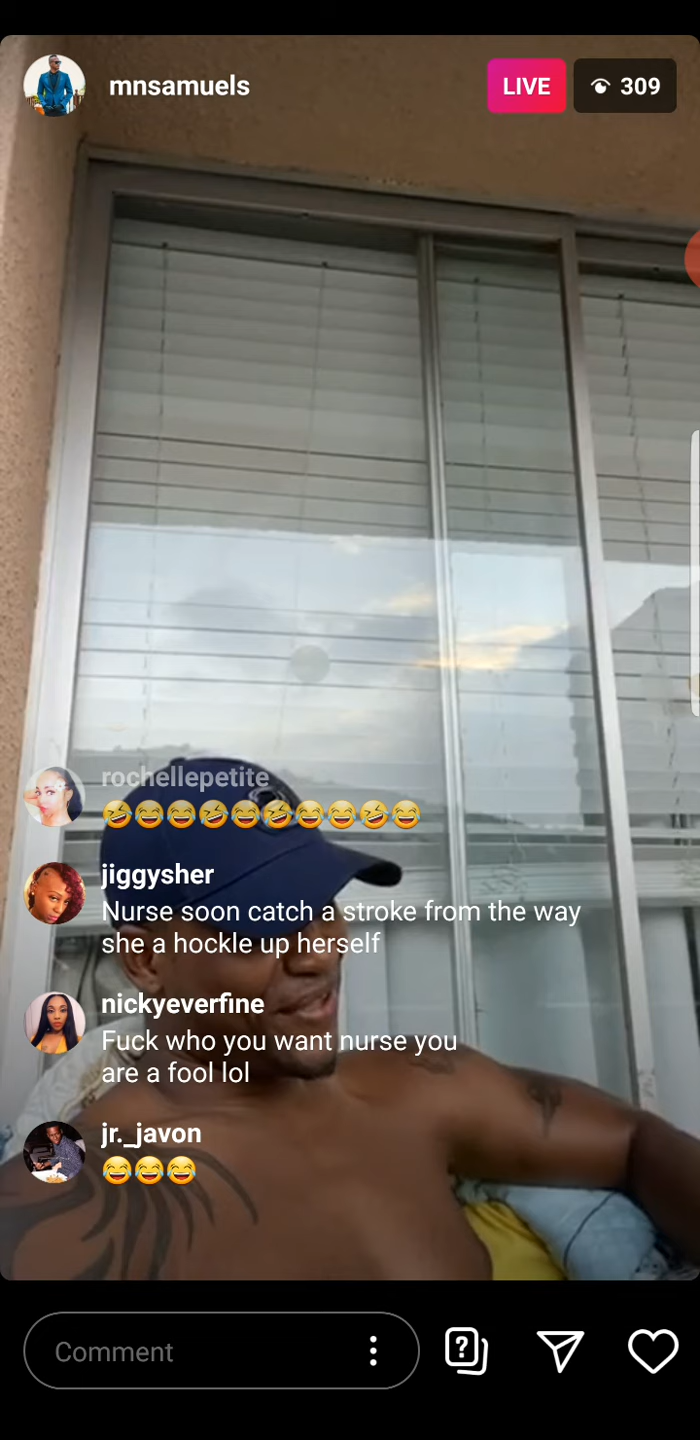 mnsamuels
LIVE
309
rochellepetite
🤣😂😂🤣😂🤣😂😂🤣😂
jiggysher
Nurse soon catch a stroke from the way
she a hockle up herself
nickyeverfine
Fuck who you want nurse you
are a fool lol
jr._javon
😂😂😂
Comment